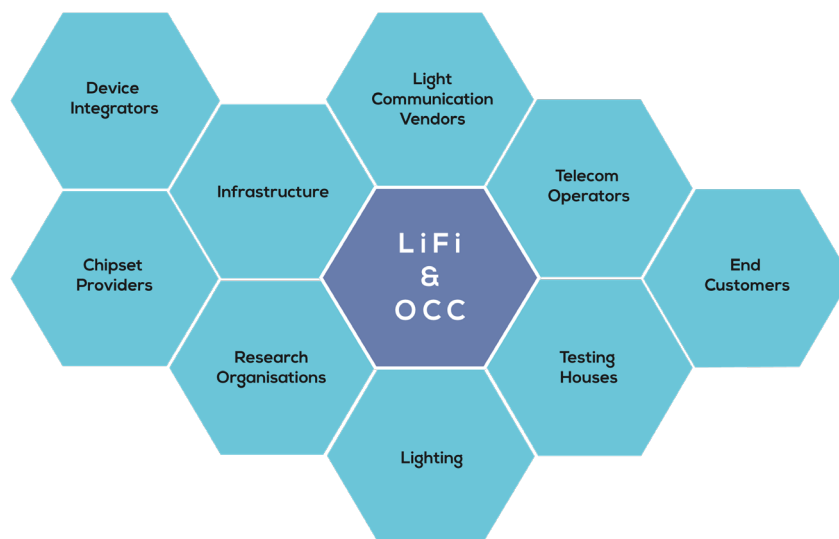 Device
Integrators
Light
Communication
Vendors
Infrastructure
Telecom
Operators
Chipset
Providers
LiFi
&
OCC
End
Customers
Research
Organisations
Testing
Houses
Lighting